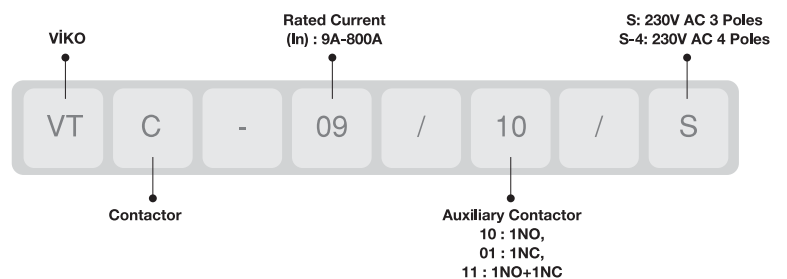 VİKO
Rated Current
(In) : 9A-800A
S: 230V AC 3 Poles
S-4: 230V AC 4 Poles
VT C - 09 / 10 / S
Contactor
Auxiliary Contactor
10 : 1NO,
01 : 1NC,
11 : 1NO+1NC